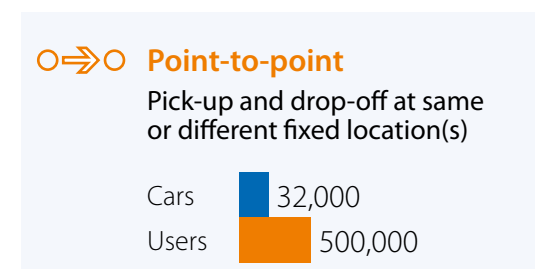 Point-to-point
Pick-up and drop-off at same
or different fixed location(s)
Cars 32,000
Users 500,000